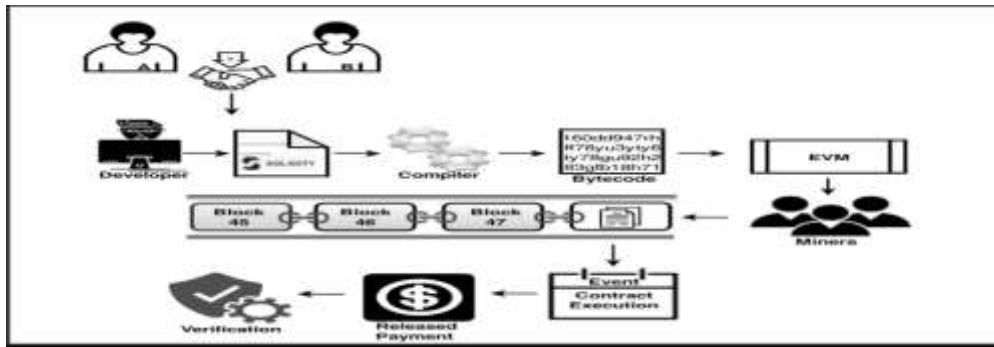 A
B
SOLIDITY
Developer
Compiler
Bytecode
EVM
Block
45
Block
46
Block
47
Miners
Event
Contract
Execution
Verification
Released
Payment